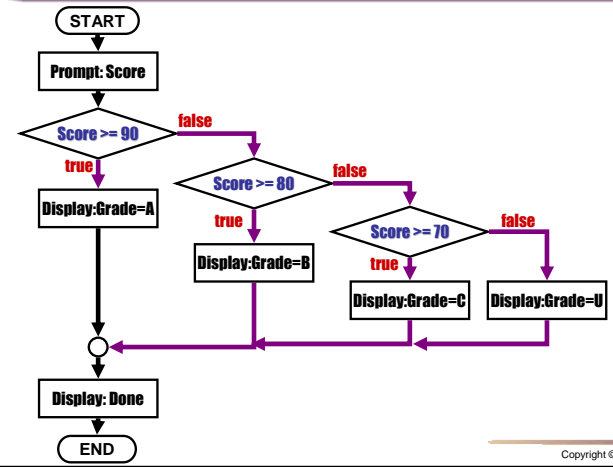 START
Prompt: Score
Score >= 90
false
true
Score >= 80
false
Display:Grade=A
true
Score >= 70
false
Display:Grade=B
true
Display:Grade=C
Display:Grade=U
Display: Done
END
Copyright ©